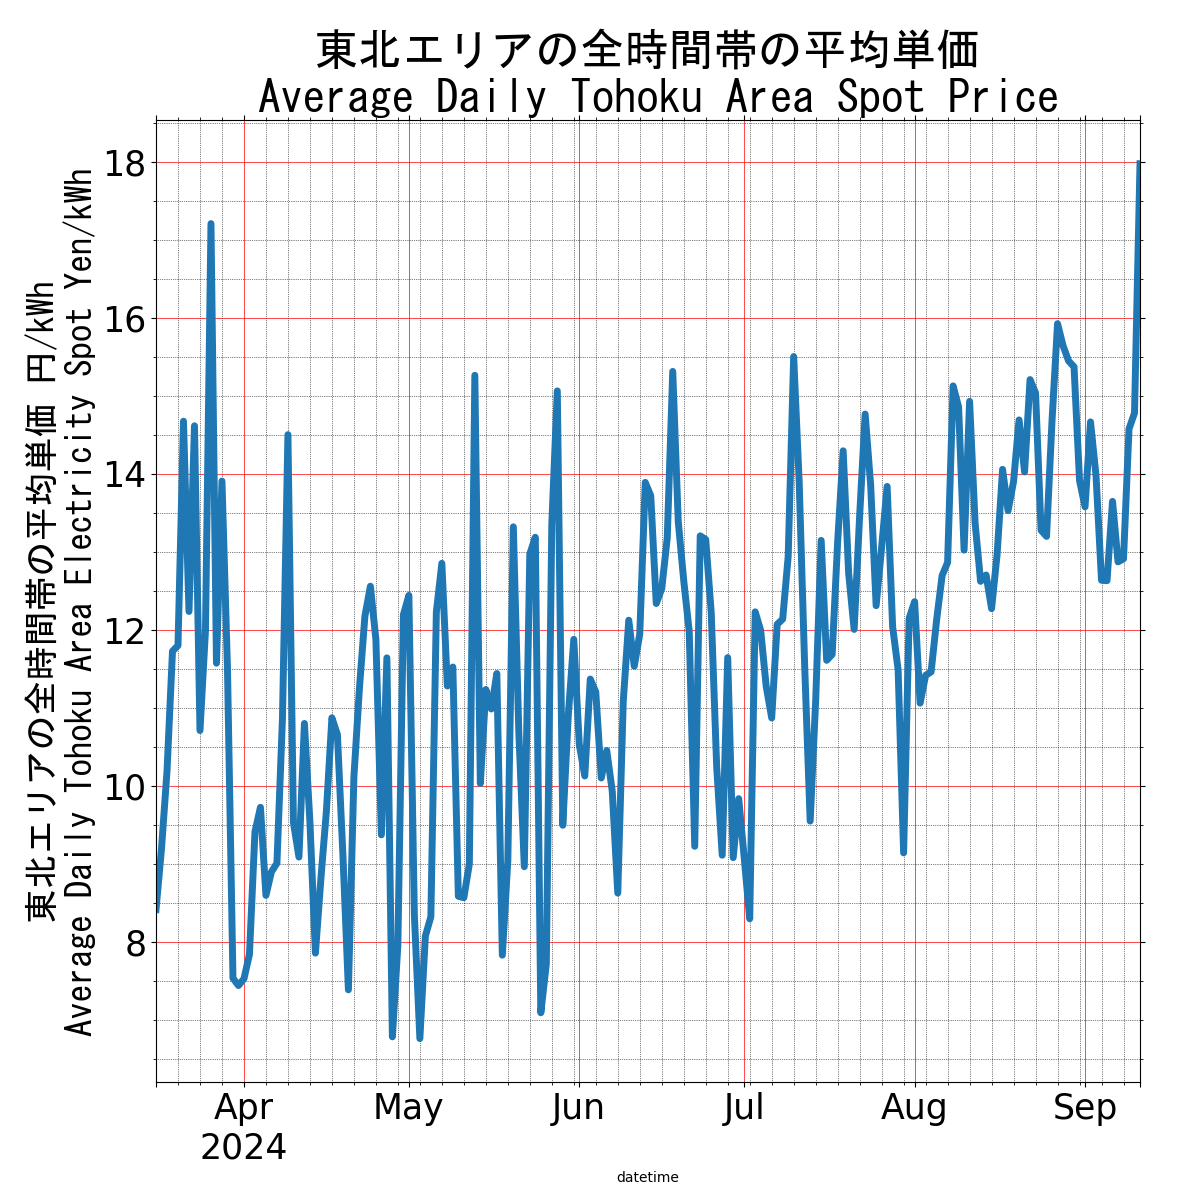 東北エリアの全時間帯の平均単価
Average Daily Tohoku Area Spot Price
東北エリアの全時間帯の平均単価 円/kWh
Average Daily Tohoku Area Electricity Spot Yen/kWh
18
16
14
12
10
8
Apr
2024
May
Jun
Jul
Aug
Sep
datetime